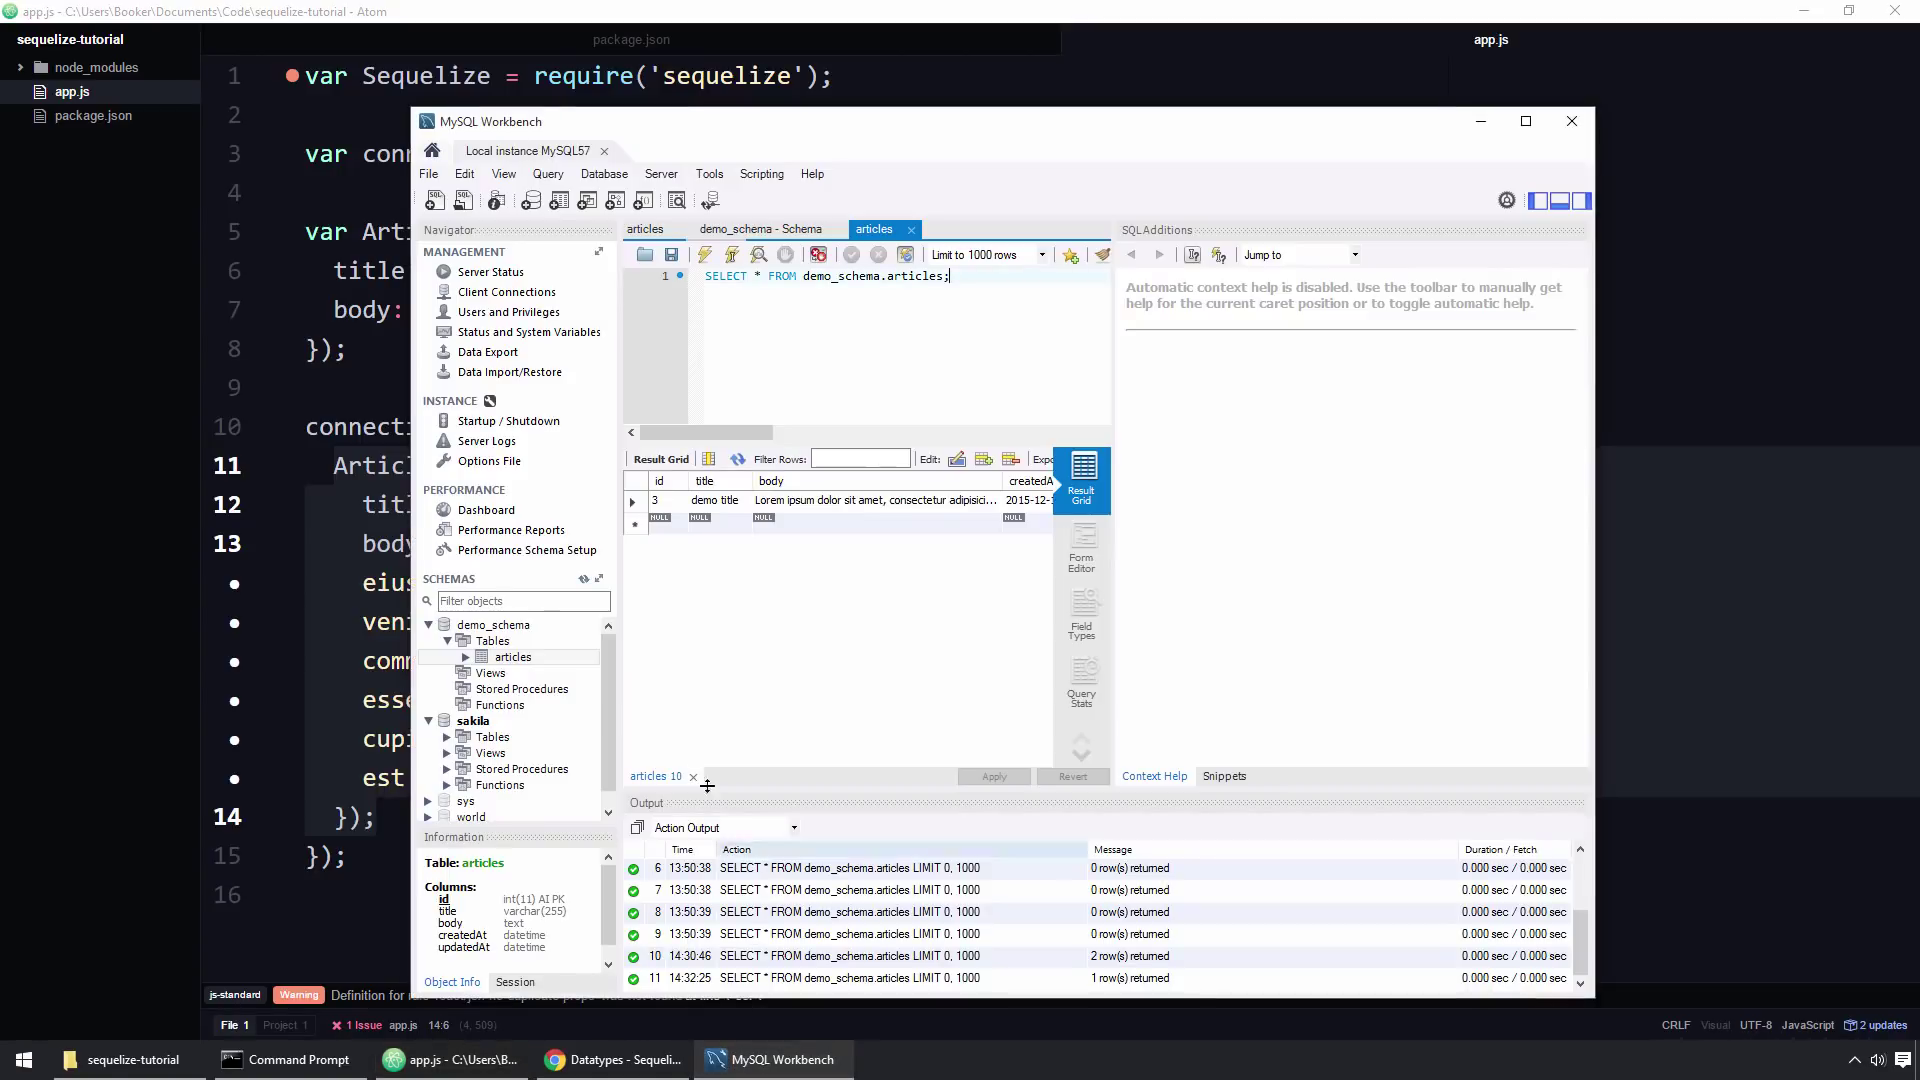 app.js - C:\Users\Booker\Documents\Code\sequelize-tutorial - Atom
sequelize-tutorial
node_modules
app.js
package.json
package.json
app.js
1 var Sequelize = require('sequelize');
2
3 var conn
4
5 var Arti
6 title
7 body:
8 });
9
10 connecti
11 Articl
12 titl
13 body
eius
veni
comm
esse
cupi
est
14 });
15 });
16
MySQL Workbench
Local instance MySQL57
File Edit View Query Database Tools Scripting Help
Navigator
MANAGEMENT
Server Status
Client Connections
Users and Privileges
Status and System Variables
Data Export
Data Import/Restore
INSTANCE
Startup / Shutdown
Server Logs
Options File
PERFORMANCE
Dashboard
Performance Reports
Performance Schema Setup
SCHEMAS
Filter objects
demo_schema
Tables
articles
Views
Stored Procedures
Functions
sakila
Tables
Views
Stored Procedures
Functions
sys
world
Information
Table: articles
Columns:
id int(11) AI PK
title varchar(255)
body text
createdAt datetime
updatedAt datetime
Object Info Session
articles demo_schema - Schema articles
Limit to 1000 rows
1 SELECT * FROM demo_schema.articles;
Result Grid Filter Rows: Edit: Expo
id title body createdA
3 demo title Lorem ipsum dolor sit amet, consectetur adipisici... 2015-12-1
NULL NULL NULL NULL
Result Grid
Form Editor
Field Types
Query Stats
articles 10 Apply Revert
SQLAdditions
Jump to
Automatic context help is disabled. Use the toolbar to manually get
help for the current caret position or to toggle automatic help.
Context Help Snippets
Output
Action Output
Time Action Message Duration / Fetch
6 13:50:38 SELECT * FROM demo_schema.articles LIMIT 0, 1000 0 row(s) returned 0.000 sec / 0.000 sec
7 13:50:38 SELECT * FROM demo_schema.articles LIMIT 0, 1000 0 row(s) returned 0.000 sec / 0.000 sec
8 13:50:39 SELECT * FROM demo_schema.articles LIMIT 0, 1000 0 row(s) returned 0.000 sec / 0.000 sec
9 13:50:39 SELECT * FROM demo_schema.articles LIMIT 0, 1000 0 row(s) returned 0.000 sec / 0.000 sec
10 14:30:46 SELECT * FROM demo_schema.articles LIMIT 0, 1000 2 row(s) returned 0.000 sec / 0.000 sec
11 14:32:25 SELECT * FROM demo_schema.articles LIMIT 0, 1000 1 row(s) returned 0.000 sec / 0.000 sec
js-standard Warning Definition for
File 1 Project 1 1 Issue app.js 14:6 (4, 509) CRLF Visual UTF-8 JavaScript 2 updates
sequelize-tutorial Command Prompt app.js - C:\Users\B... Datatypes - Sequeli... MySQL Workbench